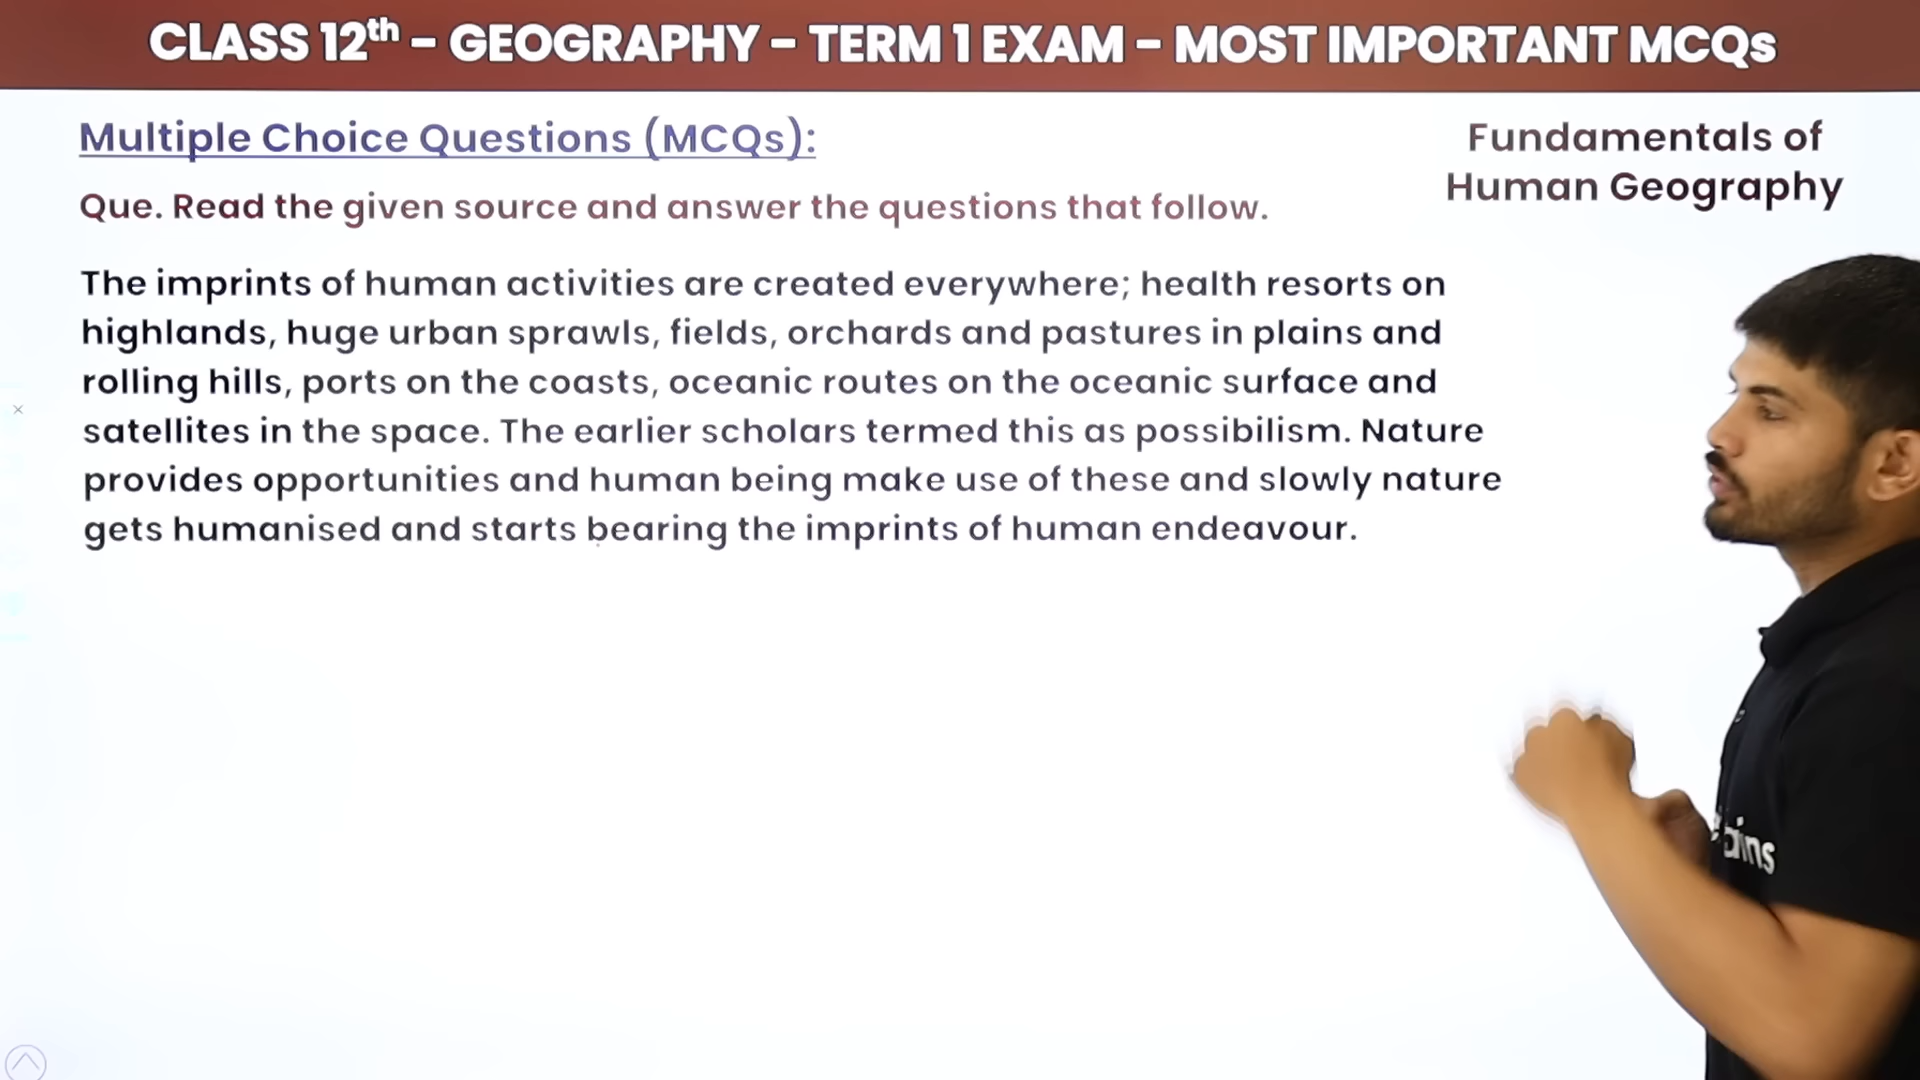 CLASS 12th – GEOGRAPHY – TERM 1 EXAM – MOST IMPORTANT MCQs
Multiple Choice Questions (MCQs):
Fundamentals of
Human Geography
Que. Read the given source and answer the questions that follow.
The imprints of human activities are created everywhere; health resorts on
highlands, huge urban sprawls, fields, orchards and pastures in plains and
rolling hills, ports on the coasts, oceanic routes on the oceanic surface and
satellites in the space. The earlier scholars termed this as possibilism. Nature
provides opportunities and human being make use of these and slowly nature
gets humanised and starts bearing the imprints of human endeavour.